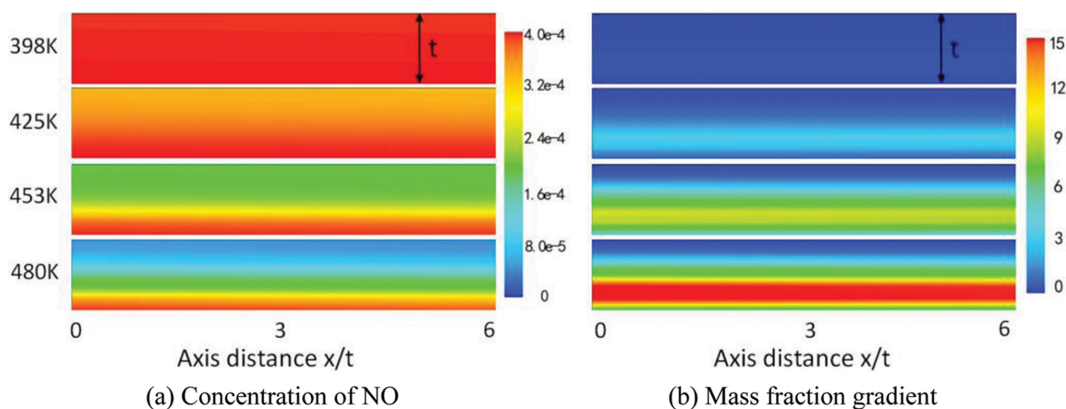 398K
425K
453K
480K
t
4.0e-4
3.2e-4
2.4e-4
1.6e-4
8.0e-5
0
0 3 6
Axis distance x/t
(a) Concentration of NO
t
15
12
9
6
3
0
0 3 6
Axis distance x/t
(b) Mass fraction gradient